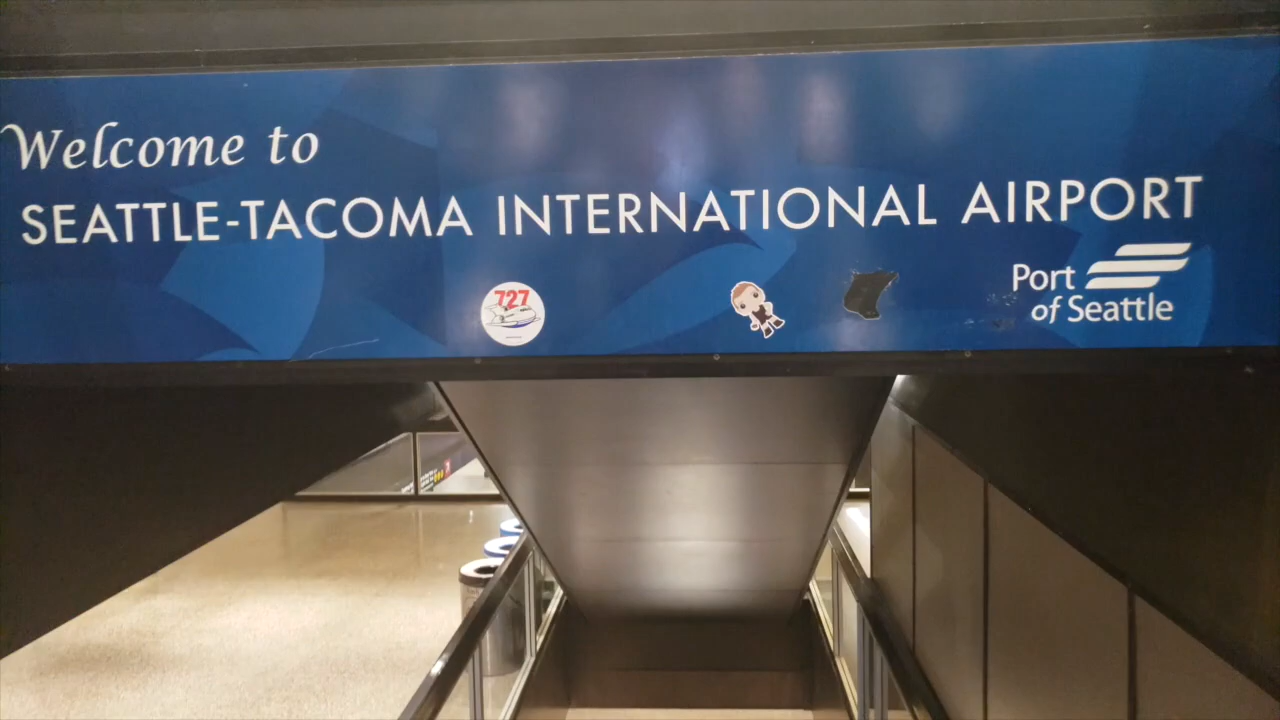 Welcome to
SEATTLE-TACOMA INTERNATIONAL AIRPORT
727
Port
of Seattle